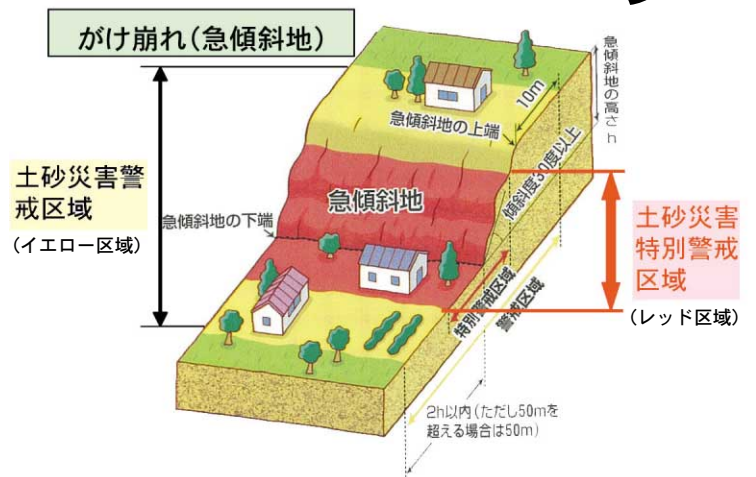 がけ崩れ(急傾斜地)
急傾斜地の高さh
10m
急傾斜地の上端
傾斜度30度以上
土砂災害警
戒区域
(イエロー区域)
急傾斜地
急傾斜地の下端
土砂災害
特別警戒
区域
(レッド区域)
特別警戒区域
警戒区域
2h以内(ただし50mを
超える場合は50m)